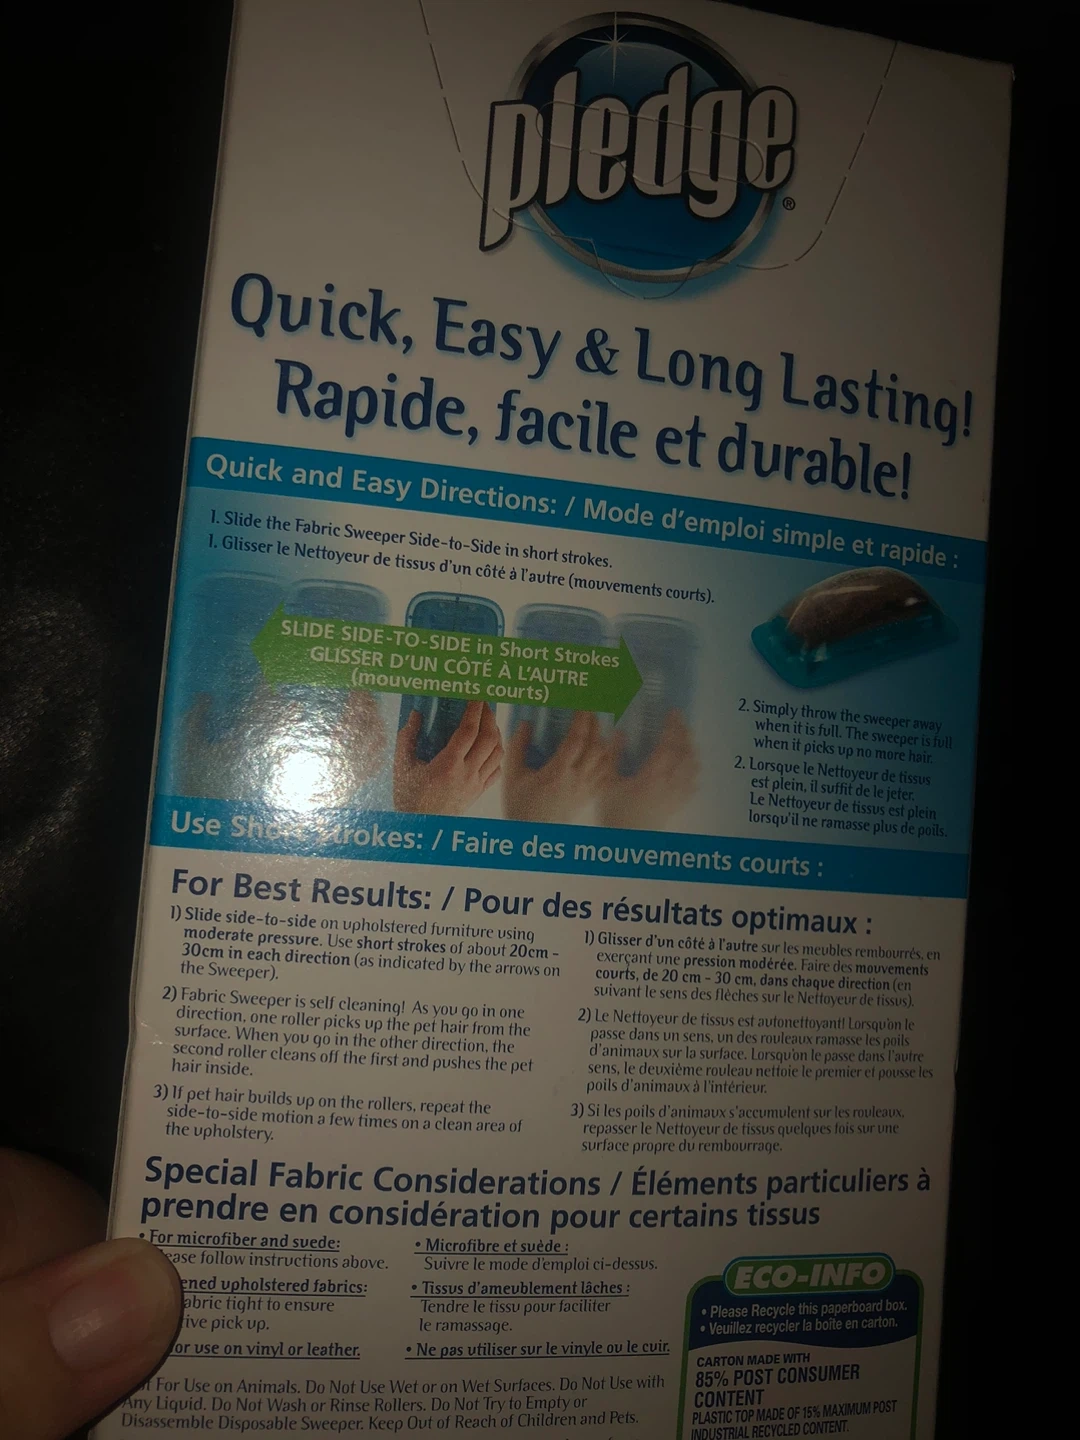 pledge®
Quick, Easy & Long Lasting!
Rapide, facile et durable!
Quick and Easy Directions: / Mode d'emploi simple et rapide :
1. Slide the Fabric Sweeper Side-to-Side in short strokes.
1. Glisser le Nettoyeur de tissus d'un côté à l'autre (mouvements courts).
SLIDE SIDE-TO-SIDE in Short Strokes
GLISSER D'UN CÔTÉ À L'AUTRE
(mouvements courts)
2. Simply throw the sweeper away
when it is full. The sweeper is full
when it picks up no more hair.
2. Lorsque le Nettoyeur de tissus
est plein, il suffit de le jeter.
Le Nettoyeur de tissus est plein
lorsqu'il ne ramasse plus de poils.
Use Short Strokes: / Faire des mouvements courts :
For Best Results: / Pour des résultats optimaux :
1) Slide side-to-side on upholstered furniture using
moderate pressure. Use short strokes of about 20cm -
30cm in each direction (as indicated by the arrows on
the Sweeper).
2) Fabric Sweeper is self cleaning! As you go in one
direction, one roller picks up the pet hair from the
surface. When you go in the other direction, the
second roller cleans off the first and pushes the pet
hair inside.
3) If pet hair builds up on the rollers, repeat the
side-to-side motion a few times on a clean area of
the upholstery.
1) Glisser d'un côté à l'autre sur les meubles rembourrés, en
exerçant une pression modérée. Faire des mouvements
courts, de 20 cm - 30 cm, dans chaque direction (en
suivant le sens des flèches sur le Nettoyeur de tissus).
2) Le Nettoyeur de tissus est autonettoyant! Lorsqu'on le
passe dans un sens, un des rouleaux ramasse les poils
d'animaux sur la surface. Lorsqu'on le passe dans l'autre
sens, le deuxième rouleau nettoie le premier et pousse les
poils d'animaux à l'intérieur.
3) Si les poils d'animaux s'accumulent sur les rouleaux,
repasser le Nettoyeur de tissus quelques fois sur une
surface propre du rembourrage.
Special Fabric Considerations / Éléments particuliers à
prendre en considération pour certains tissus
• For microfiber and suede:
ease follow instructions above.
ened upholstered fabrics:
abric tight to ensure
ive pick up.
or use on vinyl or leather.
• Microfibre et suède :
Suivre le mode d'emploi ci-dessus.
• Tissus d'ameublement lâches :
Tendre le tissu pour faciliter
le ramassage.
• Ne pas utiliser sur le vinyle ou le cuir.
For Use on Animals. Do Not Use Wet or on Wet Surfaces. Do Not Use with
Any Liquid. Do Not Wash or Rinse Rollers. Do Not Try to Empty or
Disassemble Disposable Sweeper. Keep Out of Reach of Children and Pets.
ECO-INFO
• Please Recycle this paperboard box.
• Veuillez recycler la boîte en carton.
CARTON MADE WITH
85% POST CONSUMER
CONTENT
PLASTIC TOP MADE OF 15% MAXIMUM POST
INDUSTRIAL RECYCLED CONTENT.